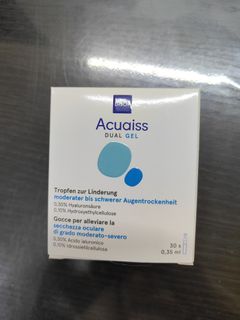 DISOP
Acuaiss
DUAL GEL
Tropfen zur Linderung
moderater bis schwerer Augentrockenheit
0,30% Hyaluronsäure
0,10% Hydroxyethylcellulose
Gocce per alleviare la
secchezza oculare
di grado moderato-severo
0,30% Acido ialuronico
0,10% Idrossietilcellulosa
30 x
0,35 ml